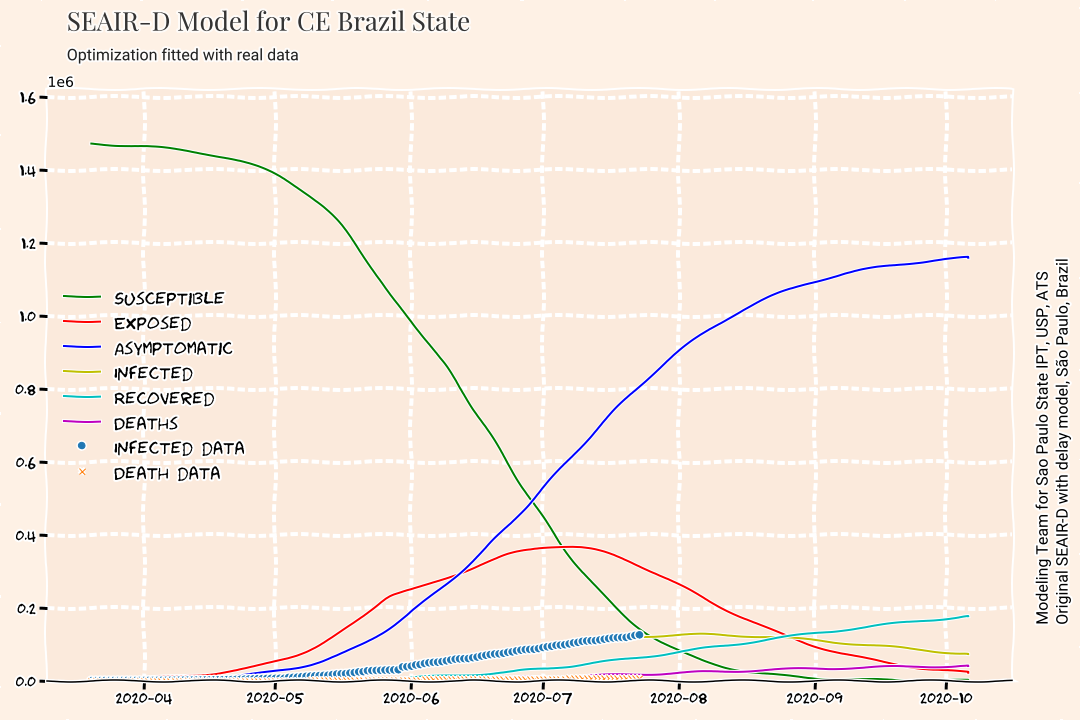 SEAIR-D Model for CE Brazil State
Optimization fitted with real data
1e6
1.6
1.4
1.2
1.0
0.8
0.6
0.4
0.2
0.0
SUSCEPTIBLE
EXPOSED
ASYMPTOMATIC
INFECTED
RECOVERED
DEATHS
INFECTED DATA
DEATH DATA
2020-04
2020-05
2020-06
2020-07
2020-08
2020-09
2020-10
Modeling Team for Sao Paulo State IPT, USP, ATS
Original SEAIR-D with delay model, São Paulo, Brazil